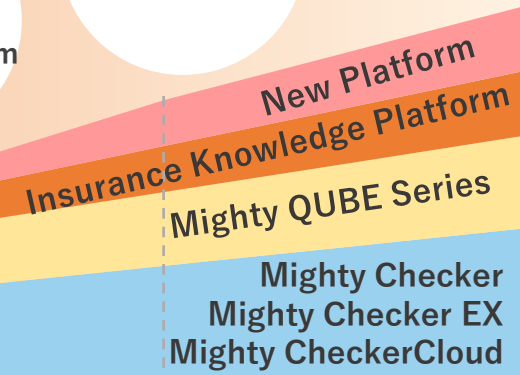 m
New Platform
Insurance Knowledge Platform
Mighty QUBE Series
Mighty Checker
Mighty Checker EX
Mighty CheckerCloud